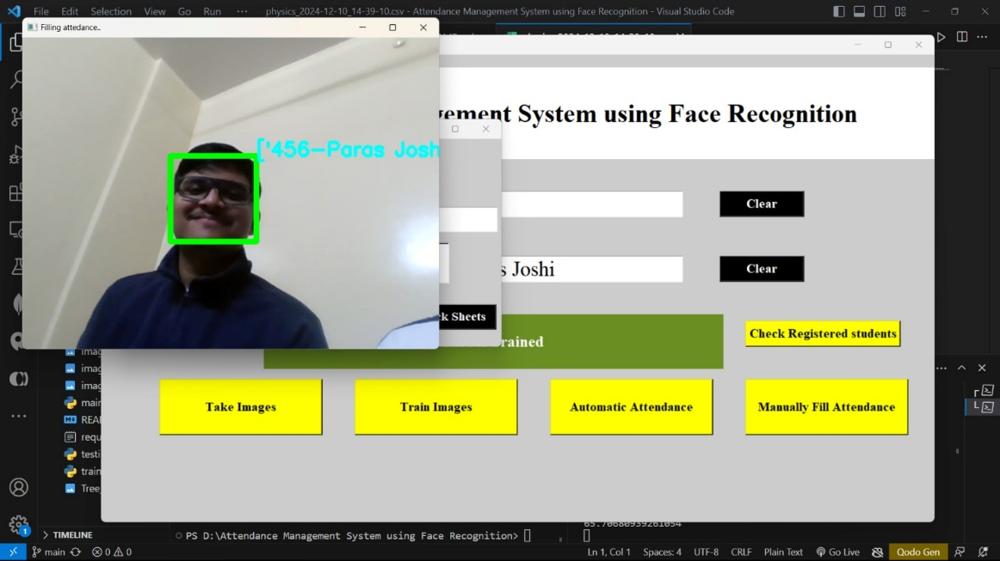 File Edit Selection View Go Run ··· physics_2024-12-10_14-39-10.csv - Attendance Management System using Face Recognition - Visual Studio Code
Filling attedance..
gement System using Face Recognition
['456-Paras Josh
Clear
s Joshi
Clear
k Sheets
rained
Check Registered students
Take Images
Train Images
Automatic Attendance
Manually Fill Attendance
imag
imag
imag
main
REA
requ
testi
train
Tree
65.70680939261054
TIMELINE
PS D:\Attendance Management System using Face Recognition>
1
main 0 0 Ln 1, Col 1 Spaces: 4 UTF-8 CRLF Plain Text Go Live Qodo Gen